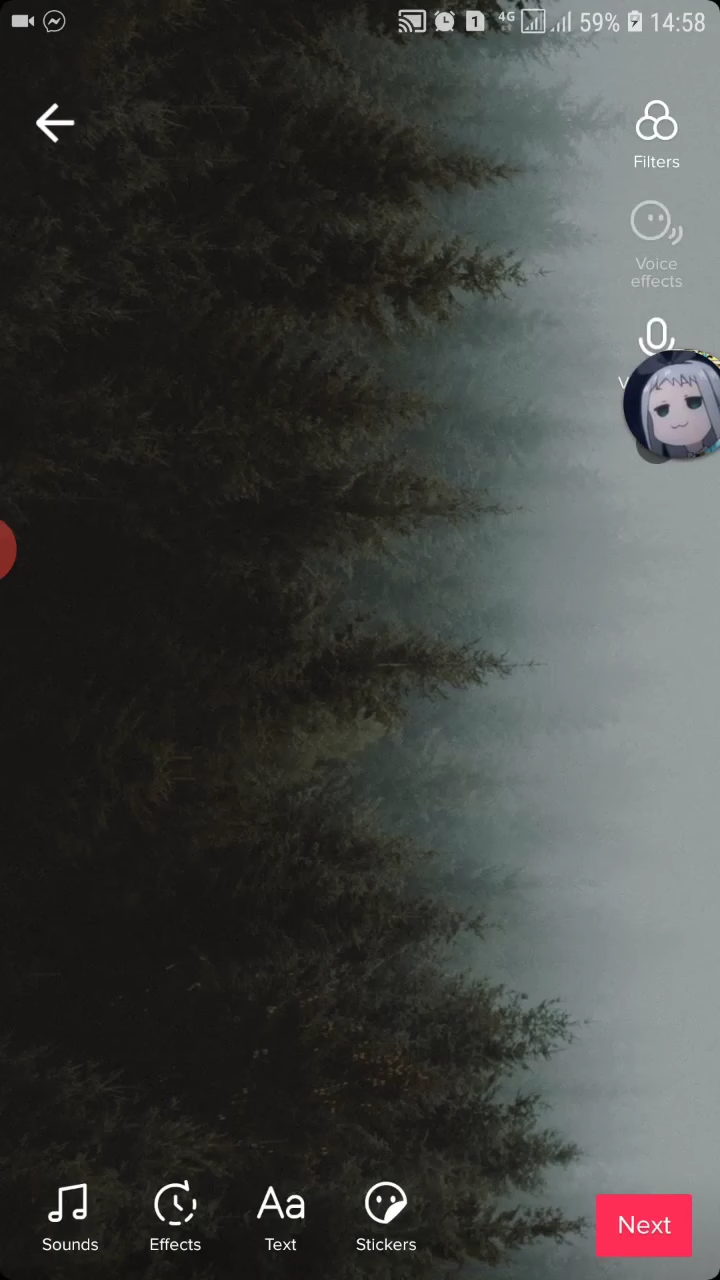 1 4G 59% 14:58
Filters
Voice
effects
Sounds
Effects
Text
Aa
Stickers
Next